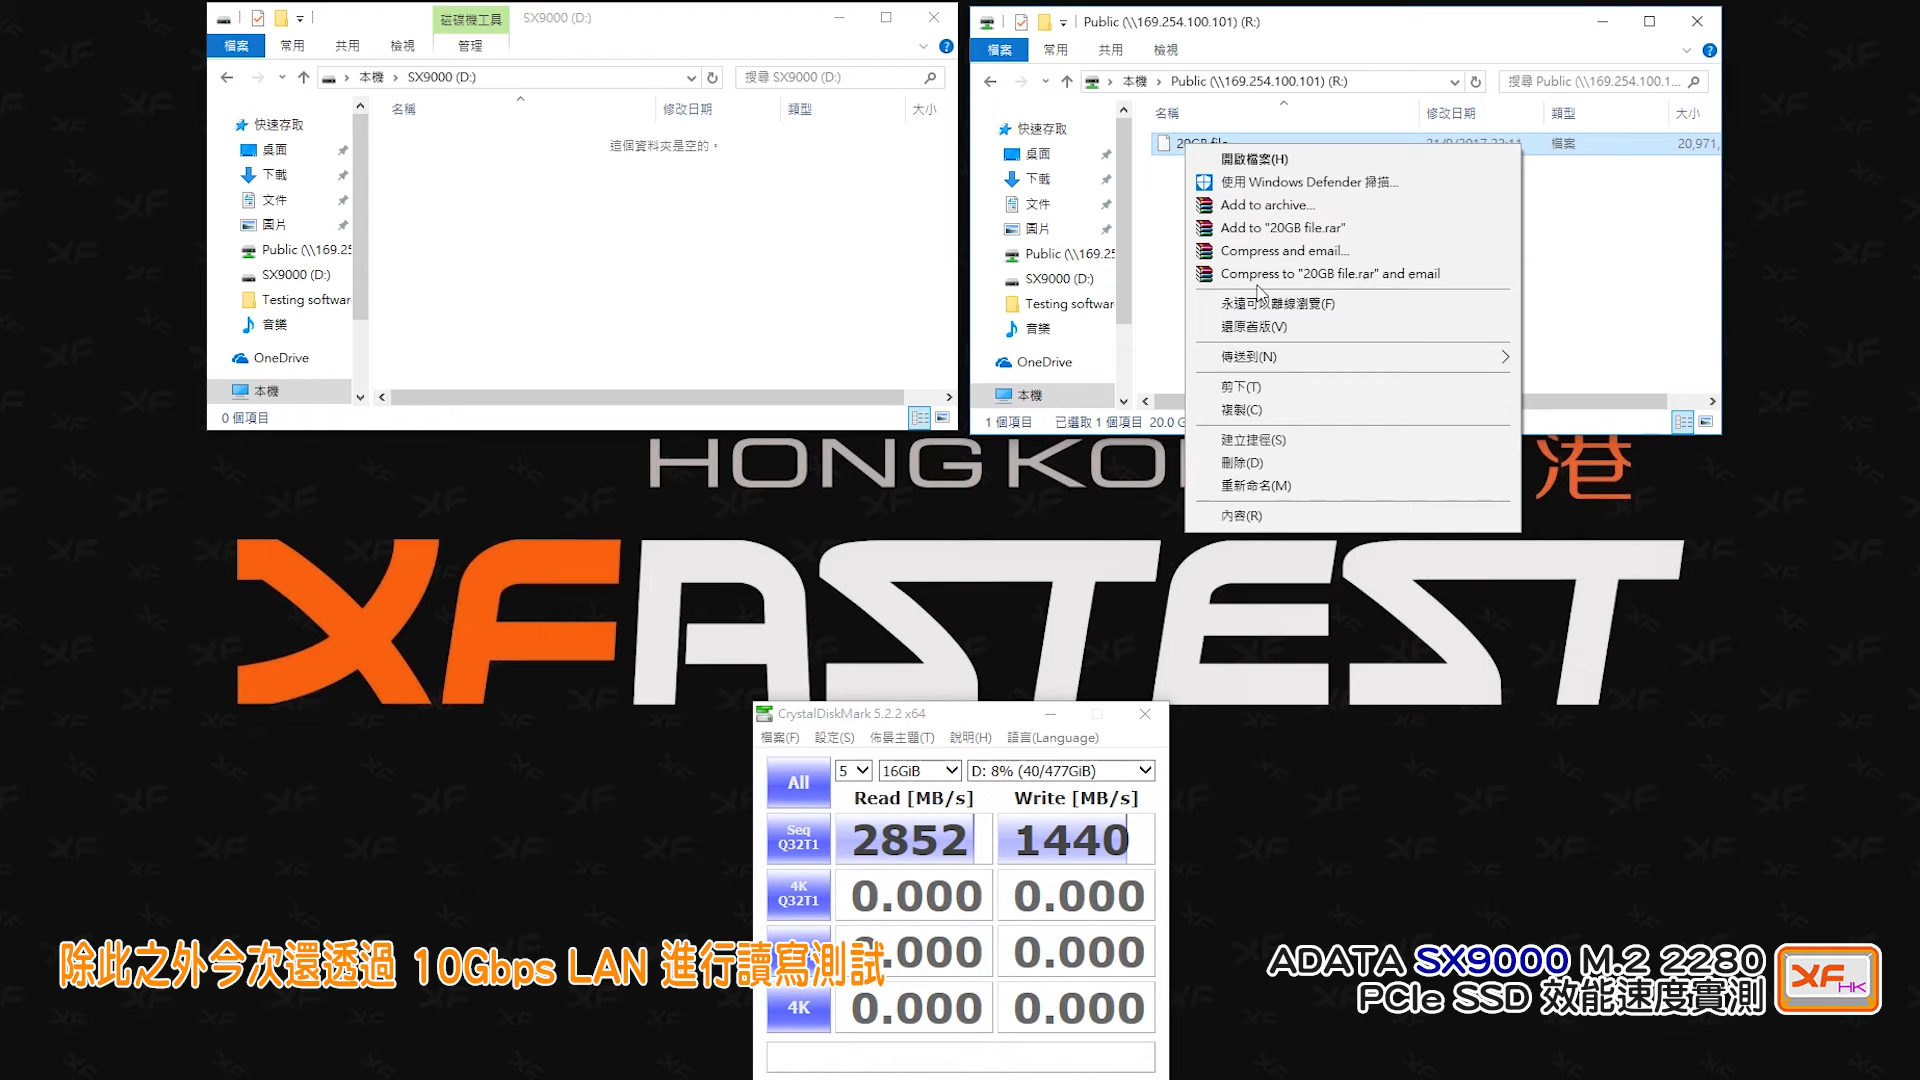 磁碟機工具
SX9000 (D:)
檔案
常用
共用
檢視
管理
本機
SX9000 (D:)
搜尋 SX9000 (D:)
名稱
修改日期
類型
大小
這個資料夾是空的。
快速存取
桌面
下載
文件
圖片
Public (\\169.25
SX9000 (D:)
Testing softwar
音樂
OneDrive
本機
0 個項目
Public (\\169.254.100.101) (R:)
檔案
常用
共用
檢視
本機
Public (\\169.254.100.101) (R:)
搜尋 Public (\\169.254.100.1...
名稱
修改日期
類型
大小
20GB file
檔案
20,971,
快速存取
桌面
下載
文件
圖片
Public (\\169.25
SX9000 (D:)
Testing softwar
音樂
OneDrive
本機
1 個項目
已選取 1 個項目
20.0 G
開啟檔案(H)
使用 Windows Defender 掃描...
Add to archive...
Add to "20GB file.rar"
Compress and email...
Compress to "20GB file.rar" and email
永遠可以離線瀏覽(F)
還原舊版(V)
傳送到(N)
剪下(T)
複製(C)
建立捷徑(S)
刪除(D)
重新命名(M)
內容(R)
HONG KO
港
XFASTEST
CrystalDiskMark 5.2.2 x64
檔案(F)
設定(S)
佈景主題(T)
說明(H)
語言(Language)
All
5
16GiB
D: 8% (40/477GiB)
Read [MB/s]
Write [MB/s]
Seq
Q32T1
2852
1440
4K
Q32T1
0.000
0.000
0.000
0.000
4K
0.000
0.000
除此之外今次還透過 10Gbps LAN 進行讀寫測試
ADATA SX9000 M.2 2280
PCIe SSD 效能速度實測
XF
HK